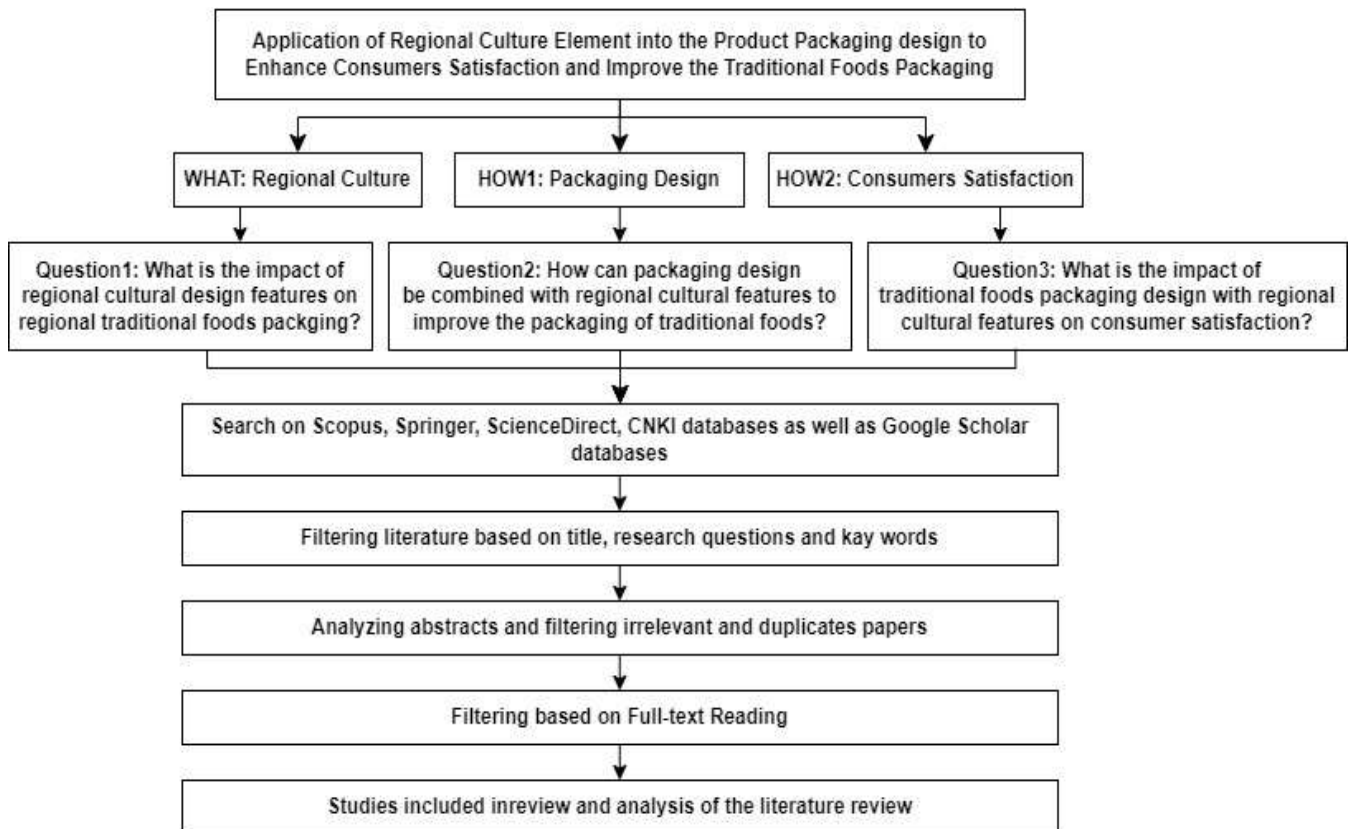 Application of Regional Culture Element into the Product Packaging design to
Enhance Consumers Satisfaction and Improve the Traditional Foods Packaging
WHAT: Regional Culture
HOW1: Packaging Design
HOW2: Consumers Satisfaction
Question1: What is the impact of
regional cultural design features on
regional traditional foods packging?
Question2: How can packaging design
be combined with regional cultural features to
improve the packaging of traditional foods?
Question3: What is the impact of
traditional foods packaging design with regional
cultural features on consumer satisfaction?
Search on Scopus, Springer, ScienceDirect, CNKI databases as well as Google Scholar
databases
Filtering literature based on title, research questions and kay words
Analyzing abstracts and filtering irrelevant and duplicates papers
Filtering based on Full-text Reading
Studies included inreview and analysis of the literature review